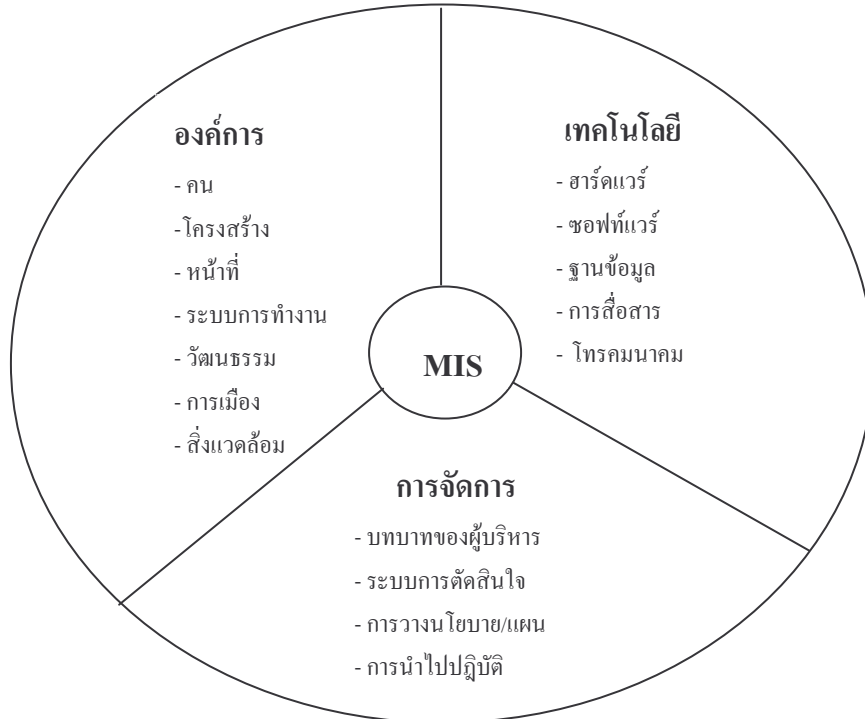 องค์การ
- คน
-โครงสร้าง
- หน้าที่
- ระบบการทำงาน
- วัฒนธรรม
- การเมือง
- สิ่งแวดล้อม
เทคโนโลยี
- ฮาร์ดแวร์
- ซอฟท์แวร์
- ฐานข้อมูล
- การสื่อสาร
- โทรคมนาคม
MIS
การจัดการ
- บทบาทของผู้บริหาร
- ระบบการตัดสินใจ
- การวางนโยบาย/แผน
- การนำไปปฎิบัติ